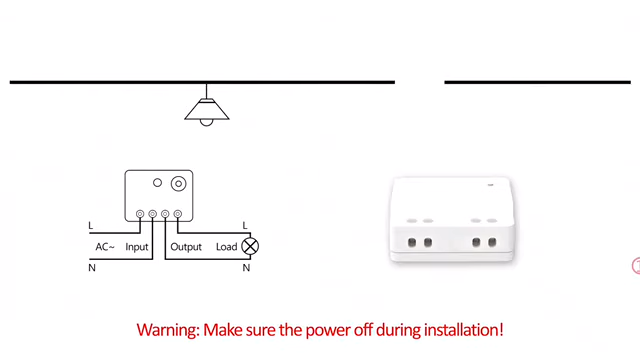 L L
AC~ Input Output Load
N N
Warning: Make sure the power off during installation!